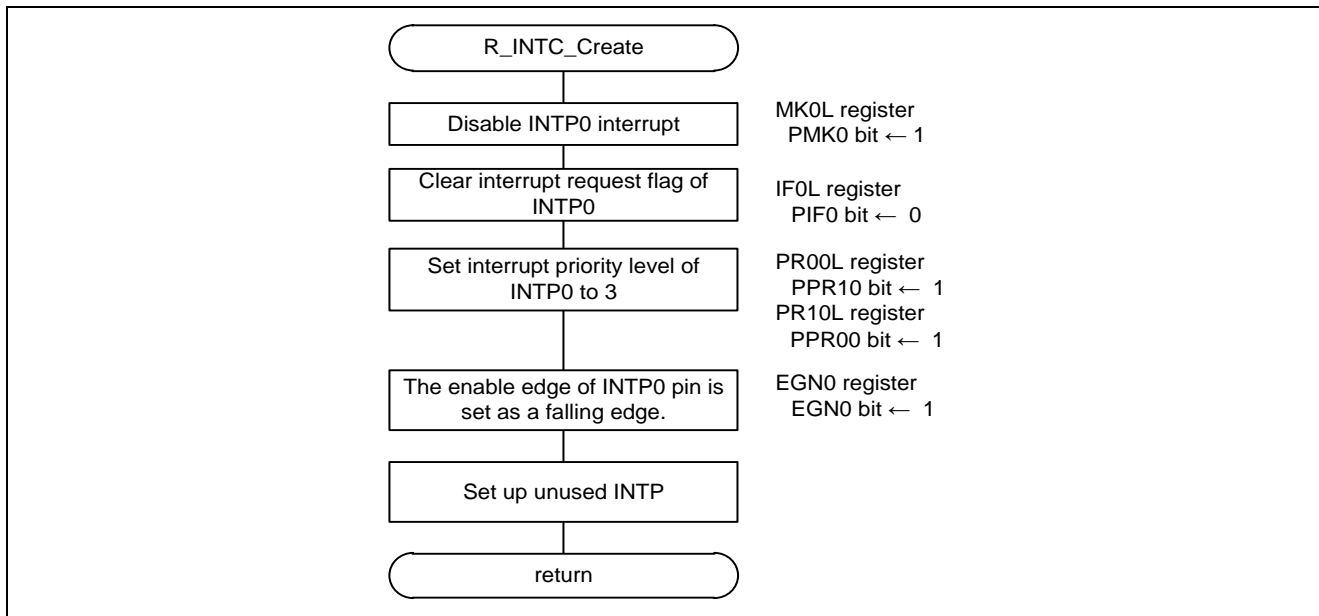 R_INTC_Create
Disable INTP0 interrupt
MK0L register
PMK0 bit ← 1
Clear interrupt request flag of
INTP0
IF0L register
PIF0 bit ← 0
Set interrupt priority level of
INTP0 to 3
PR00L register
PPR10 bit ← 1
PR10L register
PPR00 bit ← 1
The enable edge of INTP0 pin is
set as a falling edge.
EGN0 register
EGN0 bit ← 1
Set up unused INTP
return